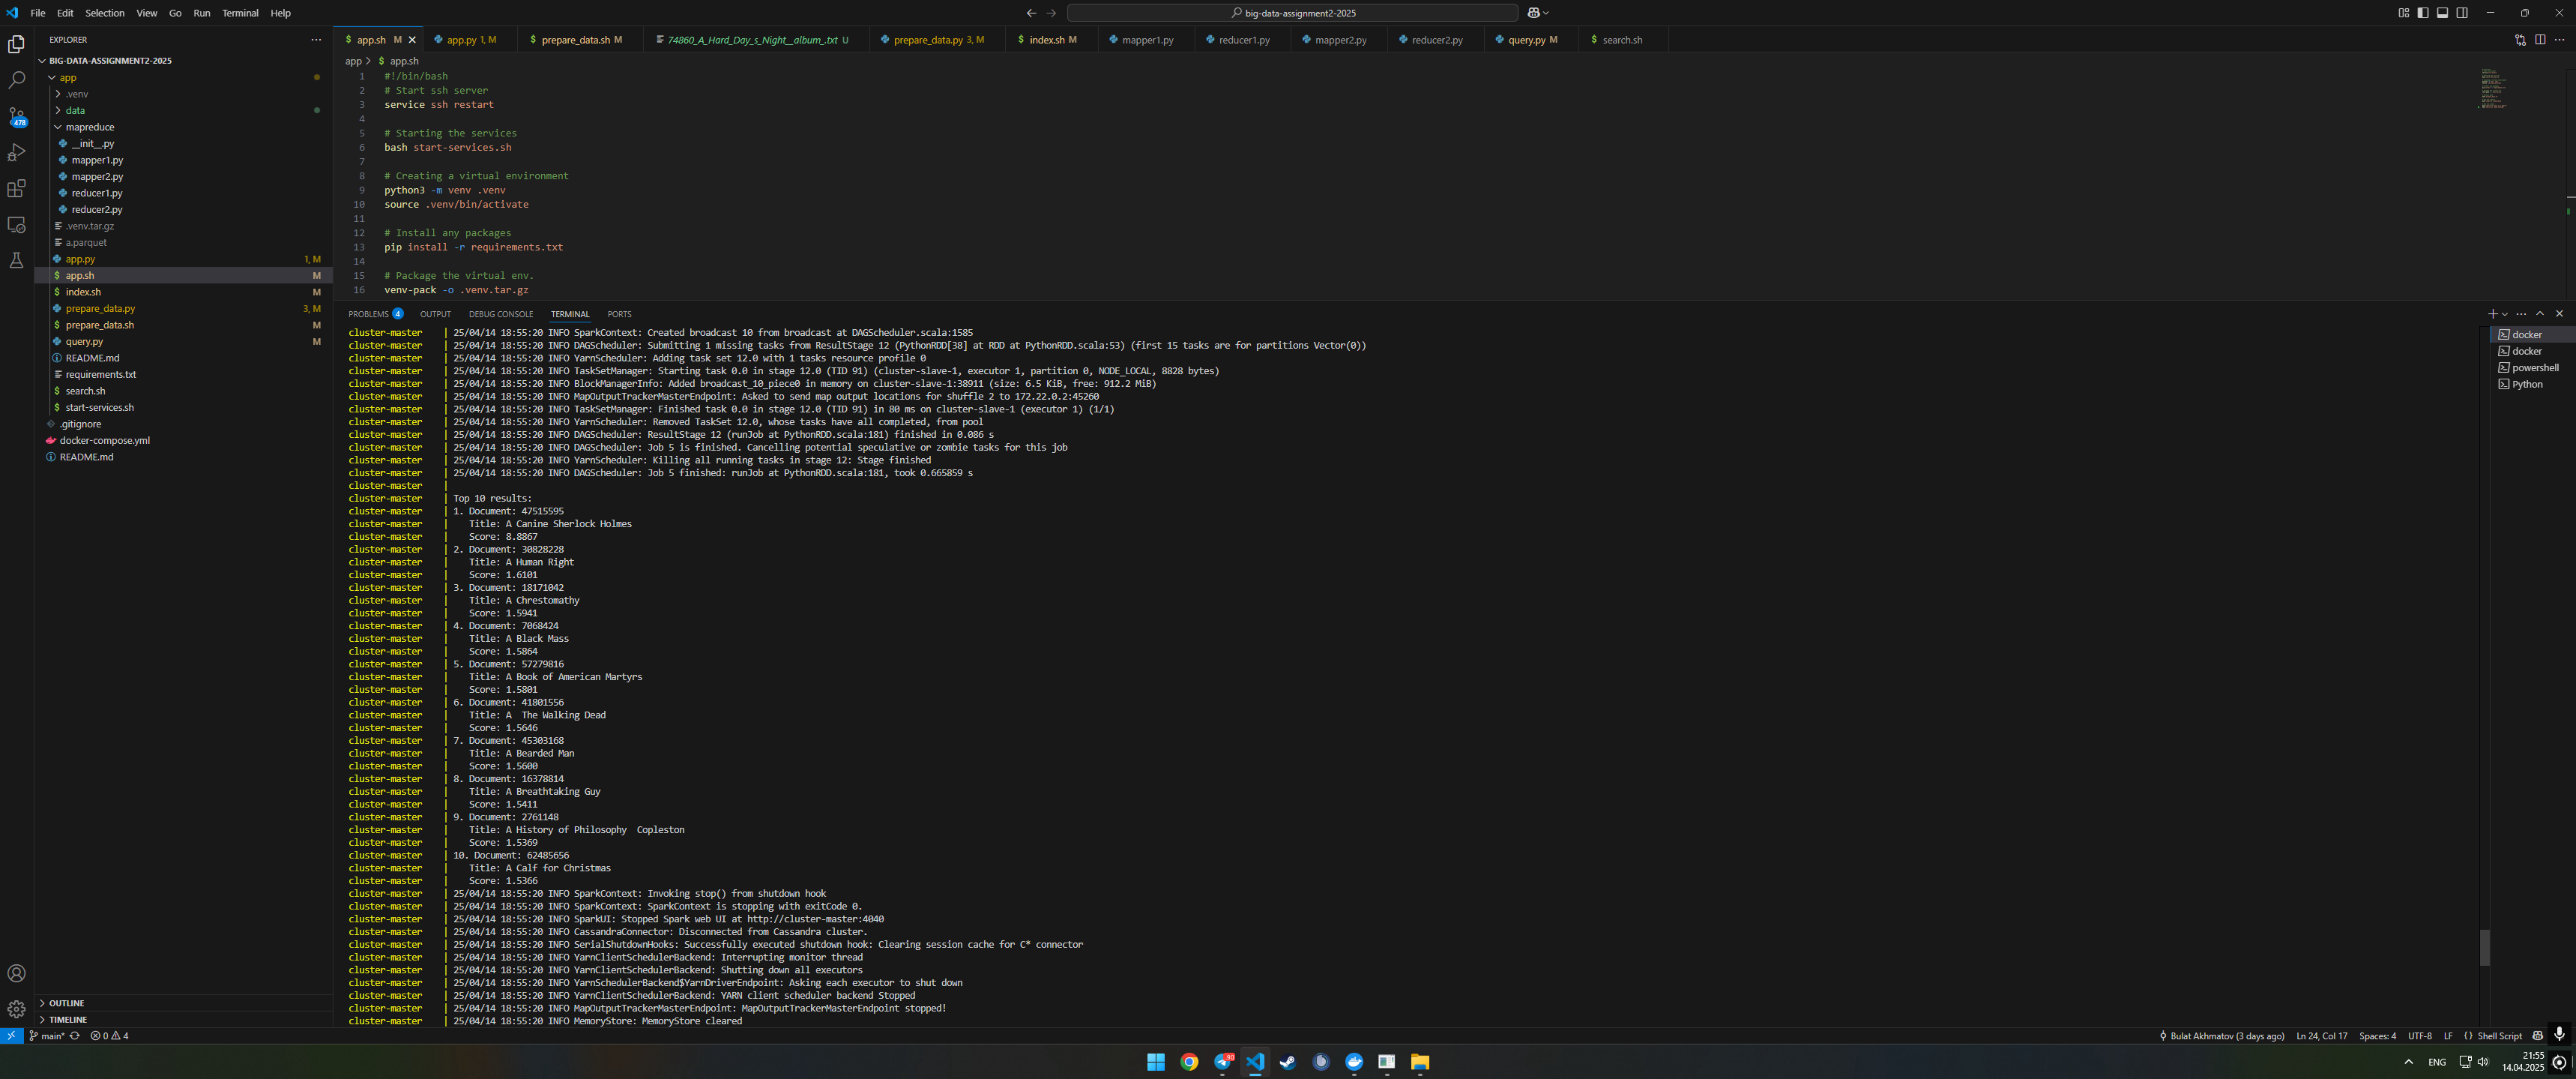 File Edit Selection View Go Run Terminal Help
big-data-assignment2-2025
EXPLORER
BIG-DATA-ASSIGNMENT2-2025
app
.venv
data
mapreduce
__init__.py
mapper1.py
mapper2.py
reducer1.py
reducer2.py
.venv.tar.gz
a.parquet
app.py 1, M
app.sh M
index.sh M
prepare_data.py 3, M
prepare_data.sh M
query.py M
README.md
requirements.txt
search.sh
start-services.sh
.gitignore
docker-compose.yml
README.md
OUTLINE
TIMELINE
478
app.sh M app.py 1, M prepare_data.sh M 74860_A_Hard_Day_s_Night__album_.txt U prepare_data.py 3, M index.sh M mapper1.py reducer1.py mapper2.py reducer2.py query.py M search.sh
app > $ app.sh
1 #!/bin/bash
2 # Start ssh server
3 service ssh restart
4
5 # Starting the services
6 bash start-services.sh
7
8 # Creating a virtual environment
9 python3 -m venv .venv
10 source .venv/bin/activate
11
12 # Install any packages
13 pip install -r requirements.txt
14
15 # Package the virtual env.
16 venv-pack -o .venv.tar.gz
PROBLEMS 4 OUTPUT DEBUG CONSOLE TERMINAL PORTS
cluster-master | 25/04/14 18:55:20 INFO SparkContext: Created broadcast 10 from broadcast at DAGScheduler.scala:1585
cluster-master | 25/04/14 18:55:20 INFO DAGScheduler: Submitting 1 missing tasks from ResultStage 12 (PythonRDD[38] at RDD at PythonRDD.scala:53) (first 15 tasks are for partitions Vector(0))
cluster-master | 25/04/14 18:55:20 INFO YarnScheduler: Adding task set 12.0 with 1 tasks resource profile 0
cluster-master | 25/04/14 18:55:20 INFO TaskSetManager: Starting task 0.0 in stage 12.0 (TID 91) (cluster-slave-1, executor 1, partition 0, NODE_LOCAL, 8828 bytes)
cluster-master | 25/04/14 18:55:20 INFO BlockManagerInfo: Added broadcast_10_piece0 in memory on cluster-slave-1:38911 (size: 6.5 KiB, free: 912.2 MiB)
cluster-master | 25/04/14 18:55:20 INFO MapOutputTrackerMasterEndpoint: Asked to send map output locations for shuffle 2 to 172.22.0.2:45260
cluster-master | 25/04/14 18:55:20 INFO TaskSetManager: Finished task 0.0 in stage 12.0 (TID 91) in 80 ms on cluster-slave-1 (executor 1) (1/1)
cluster-master | 25/04/14 18:55:20 INFO YarnScheduler: Removed TaskSet 12.0, whose tasks have all completed, from pool
cluster-master | 25/04/14 18:55:20 INFO DAGScheduler: ResultStage 12 (runJob at PythonRDD.scala:181) finished in 0.086 s
cluster-master | 25/04/14 18:55:20 INFO DAGScheduler: Job 5 is finished. Cancelling potential speculative or zombie tasks for this job
cluster-master | 25/04/14 18:55:20 INFO YarnScheduler: Killing all running tasks in stage 12: Stage finished
cluster-master | 25/04/14 18:55:20 INFO DAGScheduler: Job 5 finished: runJob at PythonRDD.scala:181, took 0.665859 s
cluster-master |
cluster-master | Top 10 results:
cluster-master | 1. Document: 47515595
cluster-master | Title: A Canine Sherlock Holmes
cluster-master | Score: 8.8867
cluster-master | 2. Document: 30828228
cluster-master | Title: A Human Right
cluster-master | Score: 1.6101
cluster-master | 3. Document: 18171042
cluster-master | Title: A Chrestomathy
cluster-master | Score: 1.5941
cluster-master | 4. Document: 7068424
cluster-master | Title: A Black Mass
cluster-master | Score: 1.5864
cluster-master | 5. Document: 57279816
cluster-master | Title: A Book of American Martyrs
cluster-master | Score: 1.5801
cluster-master | 6. Document: 41801556
cluster-master | Title: A  The Walking Dead
cluster-master | Score: 1.5646
cluster-master | 7. Document: 45303168
cluster-master | Title: A Bearded Man
cluster-master | Score: 1.5600
cluster-master | 8. Document: 16378814
cluster-master | Title: A Breathtaking Guy
cluster-master | Score: 1.5411
cluster-master | 9. Document: 2761148
cluster-master | Title: A History of Philosophy  Copleston
cluster-master | Score: 1.5369
cluster-master | 10. Document: 62485656
cluster-master | Title: A Calf for Christmas
cluster-master | Score: 1.5366
cluster-master | 25/04/14 18:55:20 INFO SparkContext: Invoking stop() from shutdown hook
cluster-master | 25/04/14 18:55:20 INFO SparkContext: SparkContext is stopping with exitCode 0.
cluster-master | 25/04/14 18:55:20 INFO SparkUI: Stopped Spark web UI at http://cluster-master:4040
cluster-master | 25/04/14 18:55:20 INFO CassandraConnector: Disconnected from Cassandra cluster.
cluster-master | 25/04/14 18:55:20 INFO SerialShutdownHooks: Successfully executed shutdown hook: Clearing session cache for C* connector
cluster-master | 25/04/14 18:55:20 INFO YarnClientSchedulerBackend: Interrupting monitor thread
cluster-master | 25/04/14 18:55:20 INFO YarnClientSchedulerBackend: Shutting down all executors
cluster-master | 25/04/14 18:55:20 INFO YarnSchedulerBackend$YarnDriverEndpoint: Asking each executor to shut down
cluster-master | 25/04/14 18:55:20 INFO YarnClientSchedulerBackend: YARN client scheduler backend Stopped
cluster-master | 25/04/14 18:55:20 INFO MapOutputTrackerMasterEndpoint: MapOutputTrackerMasterEndpoint stopped!
cluster-master | 25/04/14 18:55:20 INFO MemoryStore: MemoryStore cleared
docker
docker
powershell
Python
main* 0 4 Bulat Akhmatov (3 days ago) Ln 24, Col 17 Spaces: 4 UTF-8 LF {} Shell Script
90
ENG
21:55
14.04.2025